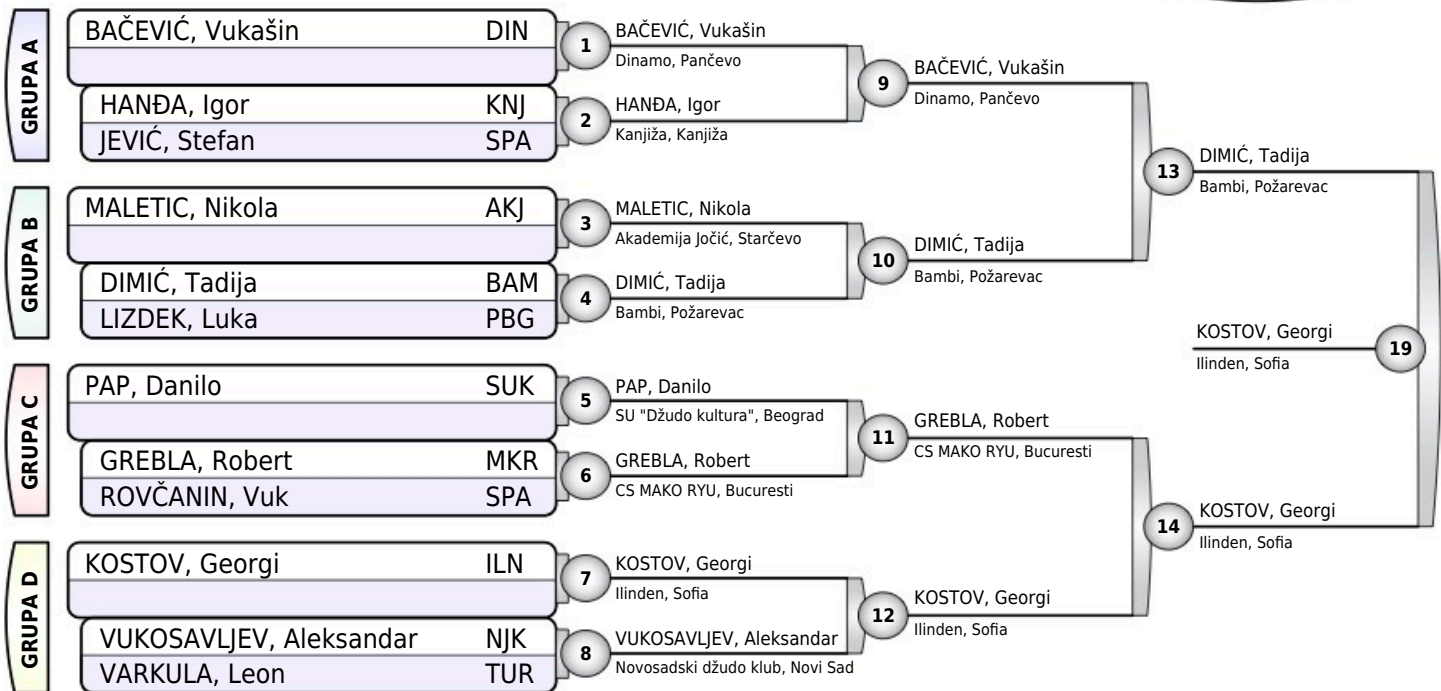 GRUPA A
BAČEVIĆ, Vukašin DIN
HANĐA, Igor KNJ
JEVIĆ, Stefan SPA
GRUPA B
MALETIC, Nikola AKJ
DIMIĆ, Tadija BAM
LIZDEK, Luka PBG
GRUPA C
PAP, Danilo SUK
GREBLA, Robert MKR
ROVČANIN, Vuk SPA
GRUPA D
KOSTOV, Georgi ILN
VUKOSAVLJEV, Aleksandar NJK
VARKULA, Leon TUR
1
BAČEVIĆ, Vukašin
Dinamo, Pančevo
2
HANĐA, Igor
Kanjiža, Kanjiža
3
MALETIC, Nikola
Akademija Jočić, Starčevo
4
DIMIĆ, Tadija
Bambi, Požarevac
5
PAP, Danilo
SU "Džudo kultura", Beograd
6
GREBLA, Robert
CS MAKO RYU, Bucuresti
7
KOSTOV, Georgi
Ilinden, Sofia
8
VUKOSAVLJEV, Aleksandar
Novosadski džudo klub, Novi Sad
9
BAČEVIĆ, Vukašin
Dinamo, Pančevo
10
DIMIĆ, Tadija
Bambi, Požarevac
11
GREBLA, Robert
CS MAKO RYU, Bucuresti
12
KOSTOV, Georgi
Ilinden, Sofia
13
DIMIĆ, Tadija
Bambi, Požarevac
14
KOSTOV, Georgi
Ilinden, Sofia
KOSTOV, Georgi
Ilinden, Sofia
19